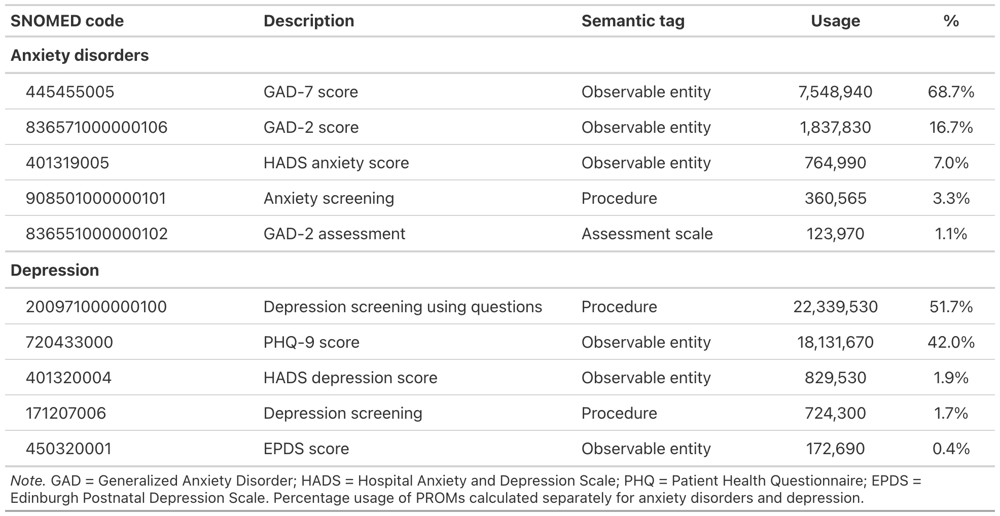 SNOMED code Description Semantic tag Usage %
Anxiety disorders
445455005 GAD-7 score Observable entity 7,548,940 68.7%
836571000000106 GAD-2 score Observable entity 1,837,830 16.7%
401319005 HADS anxiety score Observable entity 764,990 7.0%
908501000000101 Anxiety screening Procedure 360,565 3.3%
836551000000102 GAD-2 assessment Assessment scale 123,970 1.1%
Depression
200971000000100 Depression screening using questions Procedure 22,339,530 51.7%
720433000 PHQ-9 score Observable entity 18,131,670 42.0%
401320004 HADS depression score Observable entity 829,530 1.9%
171207006 Depression screening Procedure 724,300 1.7%
450320001 EPDS score Observable entity 172,690 0.4%
Note. GAD = Generalized Anxiety Disorder; HADS = Hospital Anxiety and Depression Scale; PHQ = Patient Health Questionnaire; EPDS =
Edinburgh Postnatal Depression Scale. Percentage usage of PROMs calculated separately for anxiety disorders and depression.